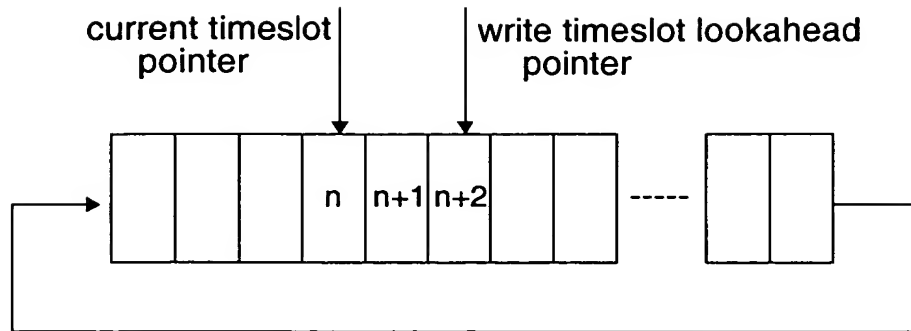 current timeslot
pointer
write timeslot lookahead
pointer
n n+1 n+2